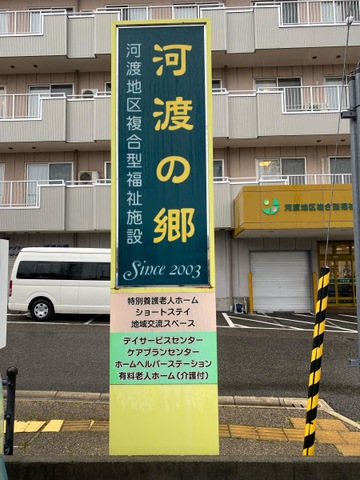 河渡の郷
河渡地区複合型福祉施設
Since 2003
特別養護老人ホーム
ショートステイ
地域交流スペース
デイサービスセンター
ケアプランセンター
ホームヘルパーステーション
有料老人ホーム(介護付)
河渡地区複合型福祉